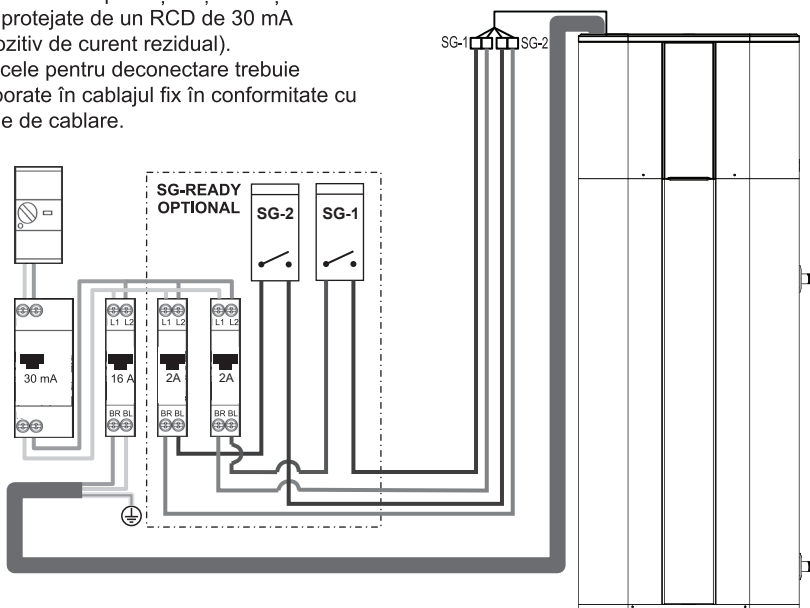 protejate de un RCD de 30 mA
ozitiv de curent rezidual).
cele pentru deconectare trebuie
orate în cablajul fix în conformitate cu
e de cablare.
SG-1
SG-2
SG-READY
OPTIONAL
SG-2
SG-1
L1 L2
L1 L2
L1 L2
30 mA
16 A
2A
2A
BR BL
BR BL
BR BL